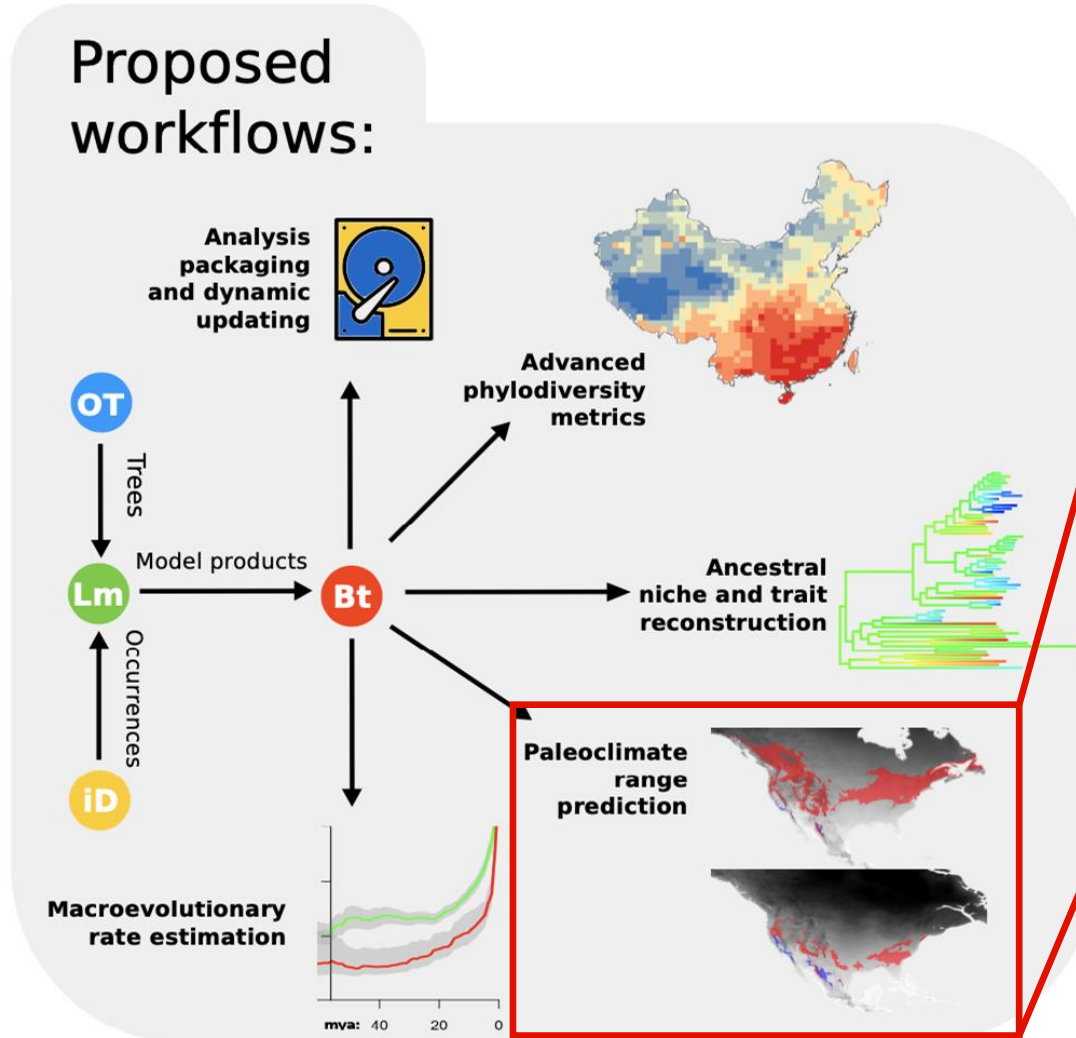 Proposed
workflows:
Analysis
packaging
and dynamic
updating
Advanced
phylodiversity
metrics
OT
Trees
Lm
Model products
Bt
Occurrences
iD
Ancestral
niche and trait
reconstruction
Paleoclimate
range
prediction
Macroevolutionary
rate estimation
mya: 40 20 0